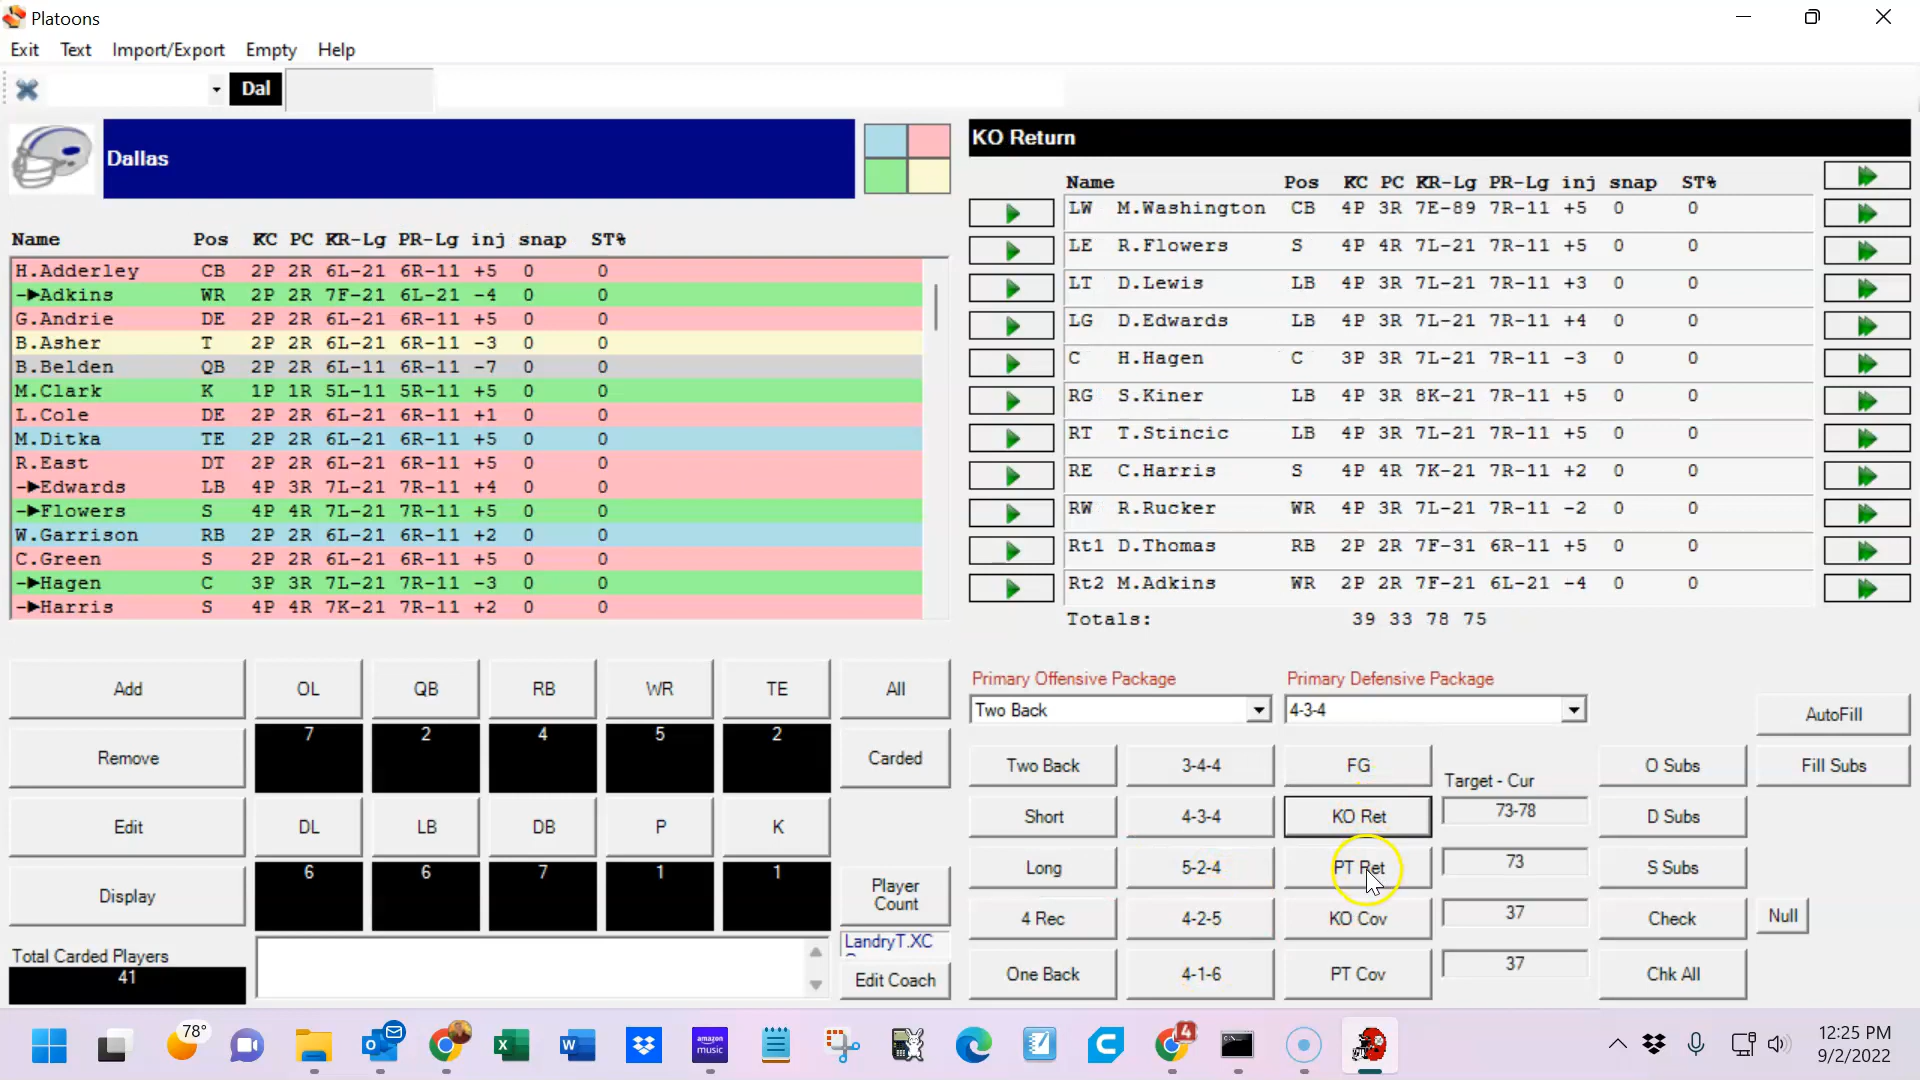 Platoons
Exit Text Import/Export Empty Help
Dal
Dallas
Name Pos KC PC KR-Lg PR-Lg inj snap ST%
H.Adderley CB 2P 2R 6L-21 6R-11 +5 0 0
-►Adkins WR 2P 2R 7F-21 6L-21 -4 0 0
G.Andrie DE 2P 2R 6L-21 6R-11 +5 0 0
B.Asher T 2P 2R 6L-21 6R-11 -3 0 0
B.Belden QB 2P 2R 6L-11 6R-11 -7 0 0
M.Clark K 1P 1R 5L-11 5R-11 +5 0 0
L.Cole DE 2P 2R 6L-21 6R-11 +1 0 0
M.Ditka TE 2P 2R 6L-21 6R-11 +5 0 0
R.East DT 2P 2R 6L-21 6R-11 +5 0 0
-►Edwards LB 4P 3R 7L-21 7R-11 +4 0 0
-►Flowers S 4P 4R 7L-21 7R-11 +5 0 0
W.Garrison RB 2P 2R 6L-21 6R-11 +2 0 0
C.Green S 2P 2R 6L-21 6R-11 +5 0 0
-►Hagen C 3P 3R 7L-21 7R-11 -3 0 0
-►Harris S 4P 4R 7K-21 7R-11 +2 0 0
KO Return
Name Pos KC PC KR-Lg PR-Lg inj snap ST%
LW M.Washington CB 4P 3R 7E-89 7R-11 +5 0 0
LE R.Flowers S 4P 4R 7L-21 7R-11 +5 0 0
LT D.Lewis LB 4P 3R 7L-21 7R-11 +3 0 0
LG D.Edwards LB 4P 3R 7L-21 7R-11 +4 0 0
C H.Hagen C 3P 3R 7L-21 7R-11 -3 0 0
RG S.Kiner LB 4P 3R 8K-21 7R-11 +5 0 0
RT T.Stincic LB 4P 3R 7L-21 7R-11 +5 0 0
RE C.Harris S 4P 4R 7K-21 7R-11 +2 0 0
RW R.Rucker WR 4P 3R 7L-21 7R-11 -2 0 0
Rt1 D.Thomas RB 2P 2R 7F-31 6R-11 +5 0 0
Rt2 M.Adkins WR 2P 2R 7F-21 6L-21 -4 0 0
Totals: 39 33 78 75
Add OL QB RB WR TE All
7 2 4 5 2
Remove Carded
Edit DL LB DB P K
6 6 7 1 1
Display Player Count
Total Carded Players
41
LandryT.XC
Edit Coach
Primary Offensive Package Primary Defensive Package
Two Back 4-3-4 AutoFill
Two Back 3-4-4 FG Target - Cur O Subs Fill Subs
Short 4-3-4 KO Ret 73-78 D Subs
Long 5-2-4 PT Ret 73 S Subs
4 Rec 4-2-5 KO Cov 37 Check Null
One Back 4-1-6 PT Cov 37 Chk All
78°
amazon music
4
12:25 PM
9/2/2022